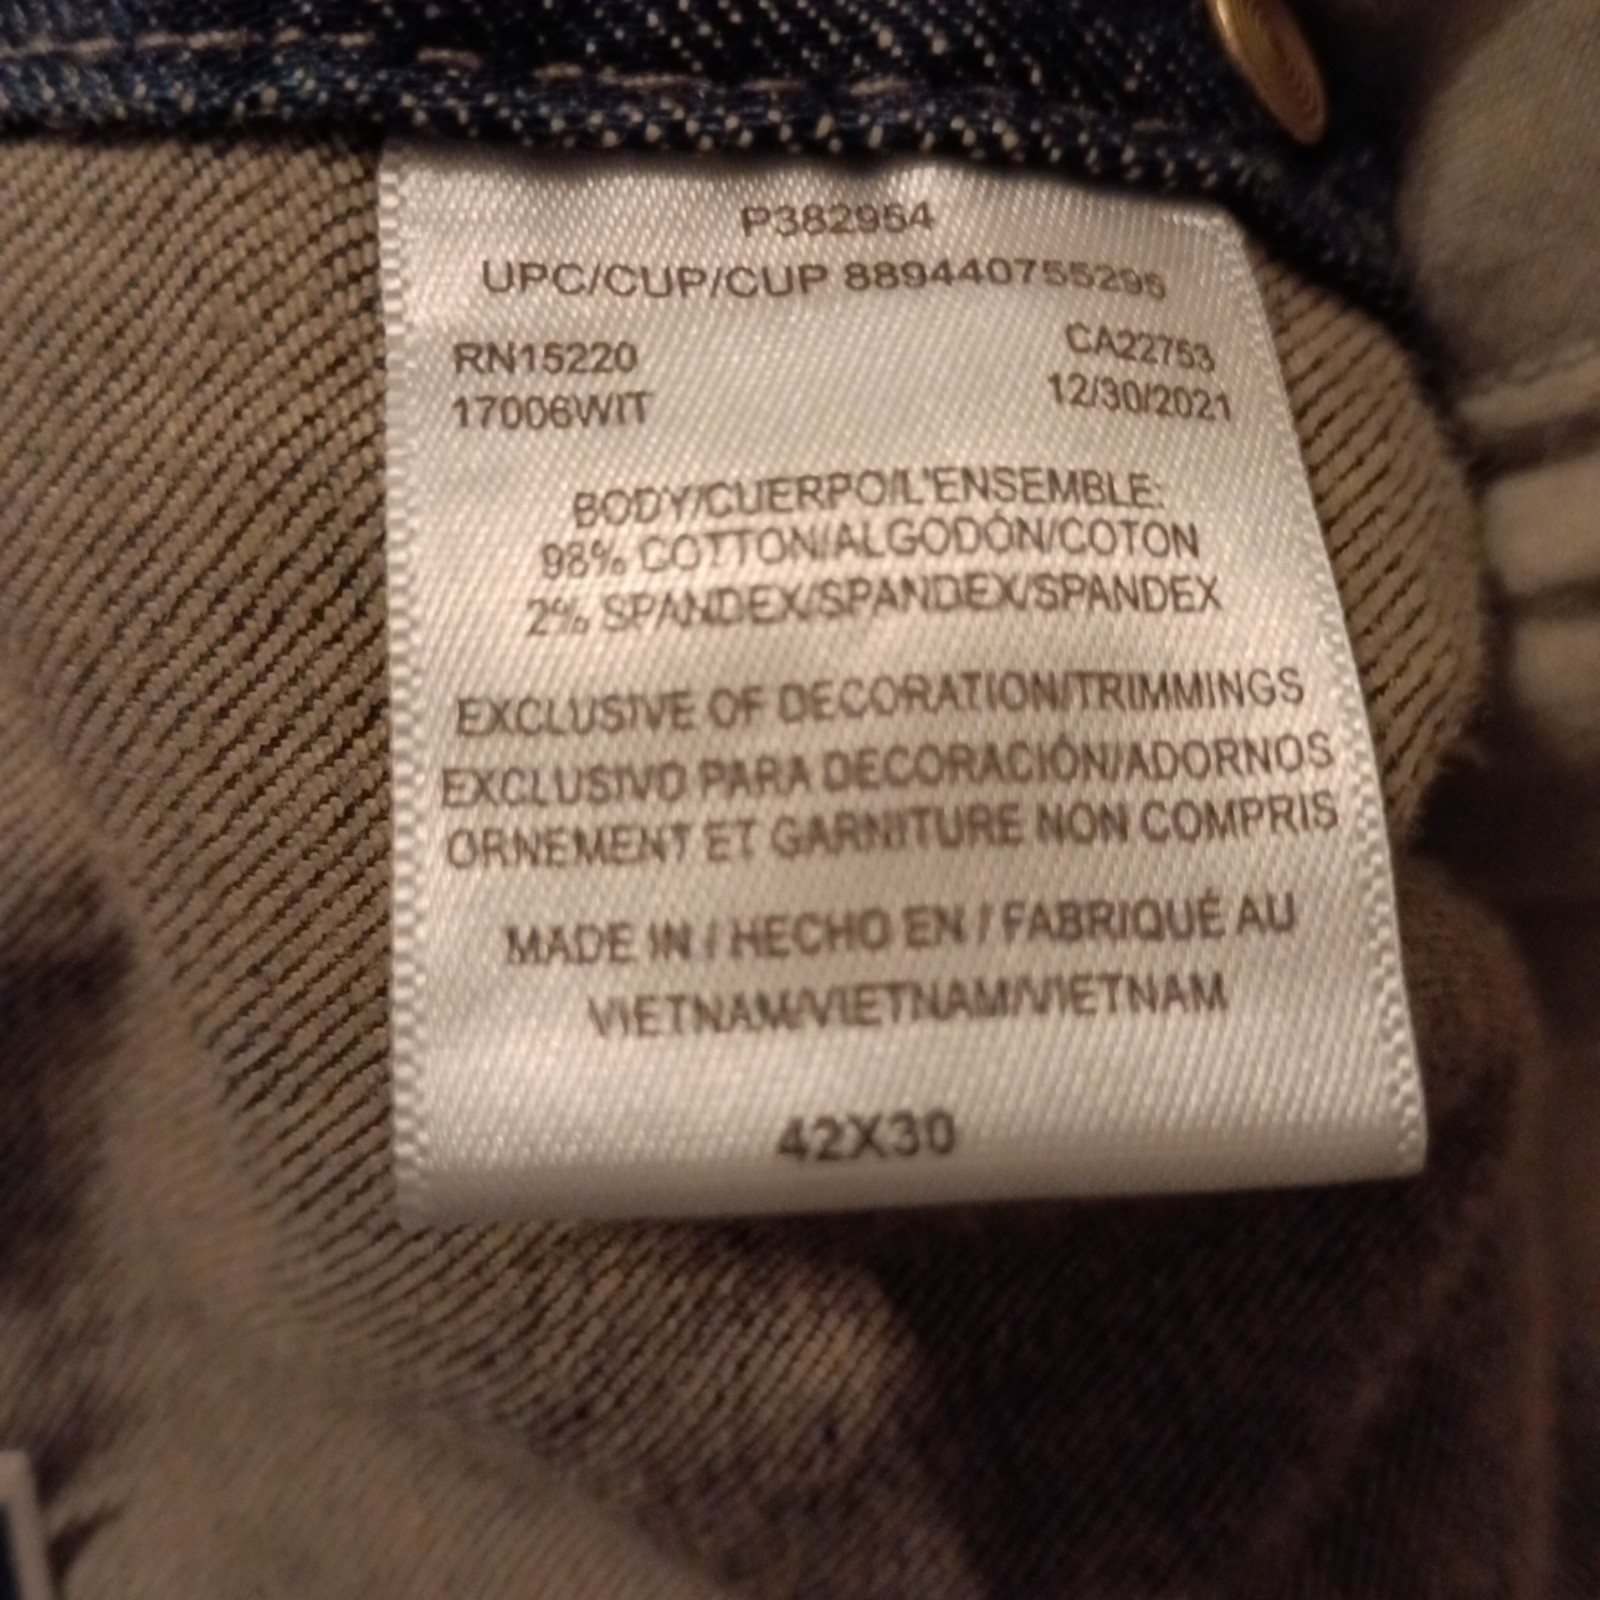 P382954
UPC/CUP/CUP 889440755295
RN15220 CA22753
17006WIT 12/30/2021
BODY/CUERPO/L'ENSEMBLE:
98% COTTON/ALGODÓN/COTON
2% SPANDEX/SPANDEX/SPANDEX
EXCLUSIVE OF DECORATION/TRIMMINGS
EXCLUSIVO PARA DECORACIÓN/ADORNOS
ORNEMENT ET GARNITURE NON COMPRIS
MADE IN / HECHO EN / FABRIQUÉ AU
VIETNAM/VIETNAM/VIETNAM
42X30